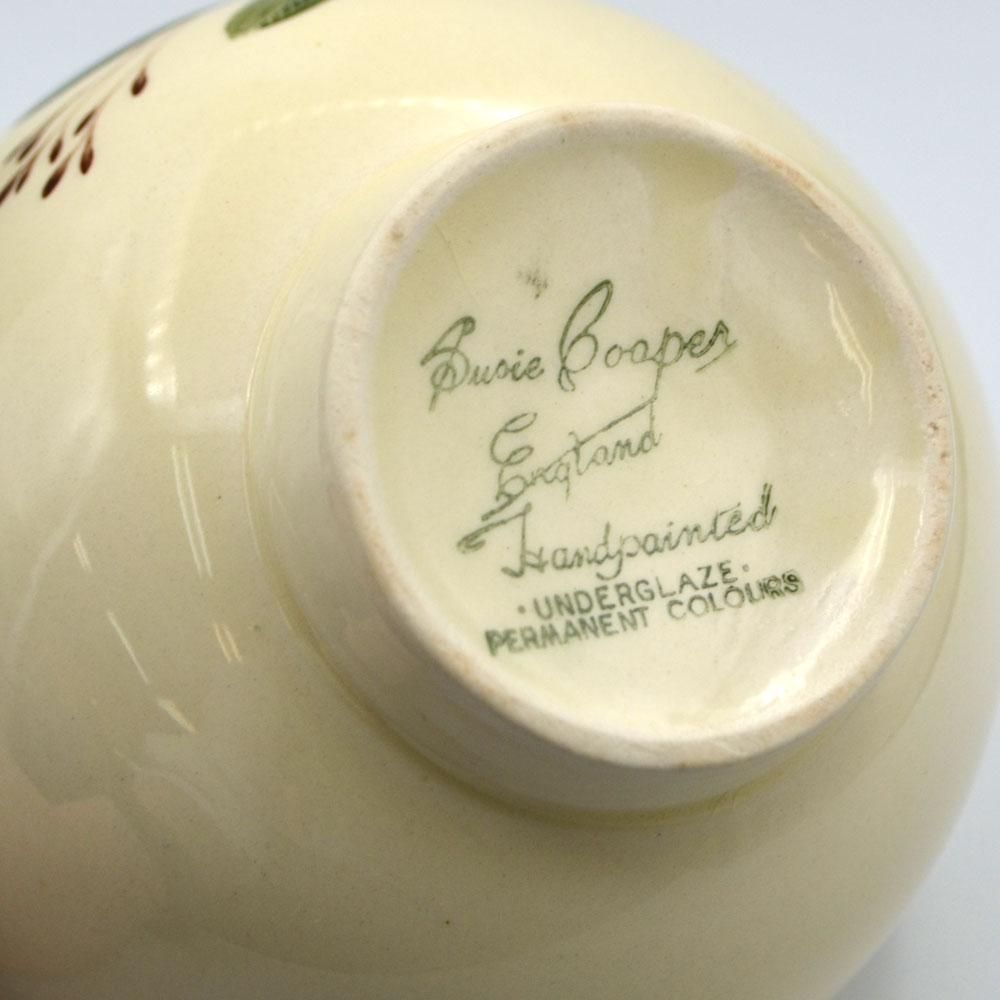 Susie Cooper
England
Handpainted
· UNDERGLAZE ·
PERMANENT COLOURS